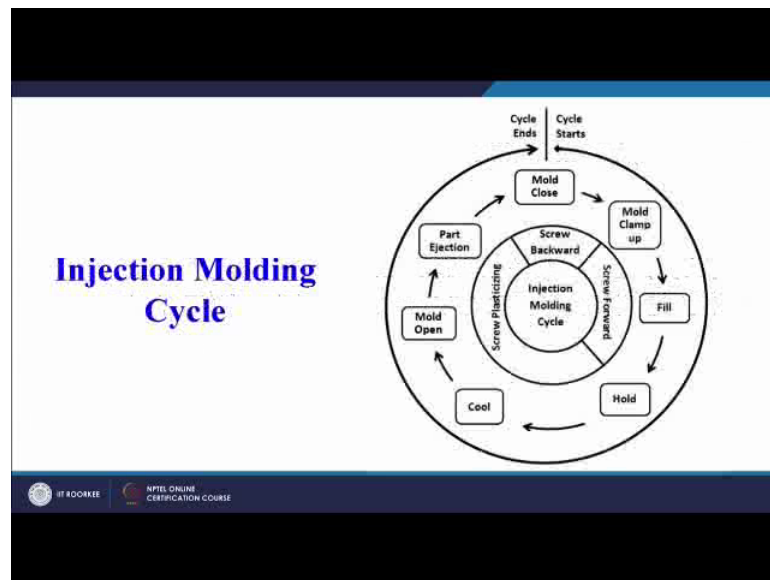 Injection Molding
Cycle
Cycle
Ends
Cycle
Starts
Mold
Close
Mold
Clamp
up
Fill
Hold
Cool
Mold
Open
Part
Ejection
Screw
Backward
Screw Forward
Screw Plasticizing
Injection
Molding
Cycle
IIT ROORKEE
NPTEL ONLINE
CERTIFICATION COURSE